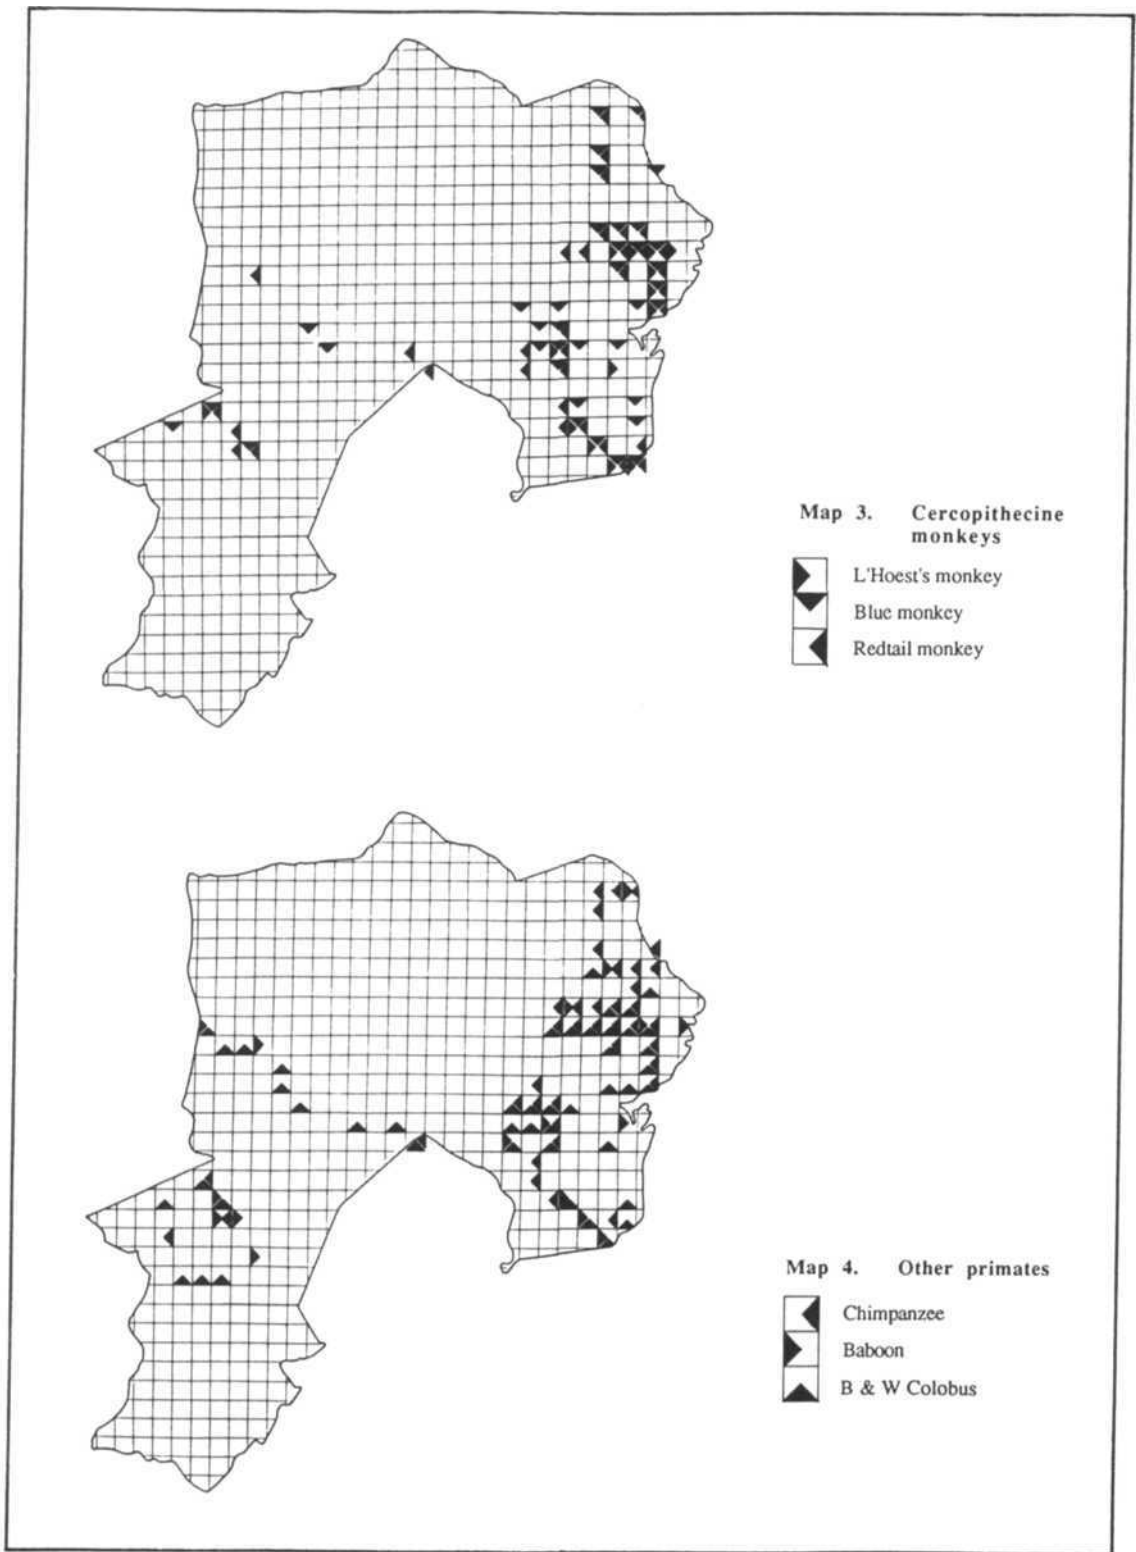 Map 3. Cercopithecine
monkeys
L'Hoest's monkey
Blue monkey
Redtail monkey
Map 4. Other primates
Chimpanzee
Baboon
B & W Colobus